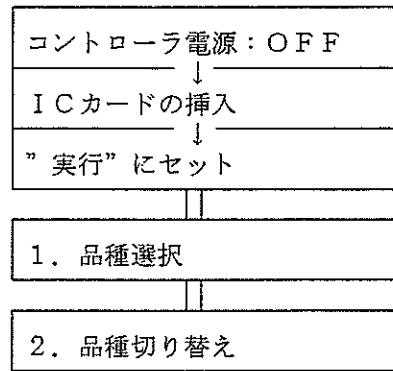 コントローラ電源：ＯＦＦ
↓
ＩＣカードの挿入
↓
”実行”にセット
１．品種選択
２．品種切り替え